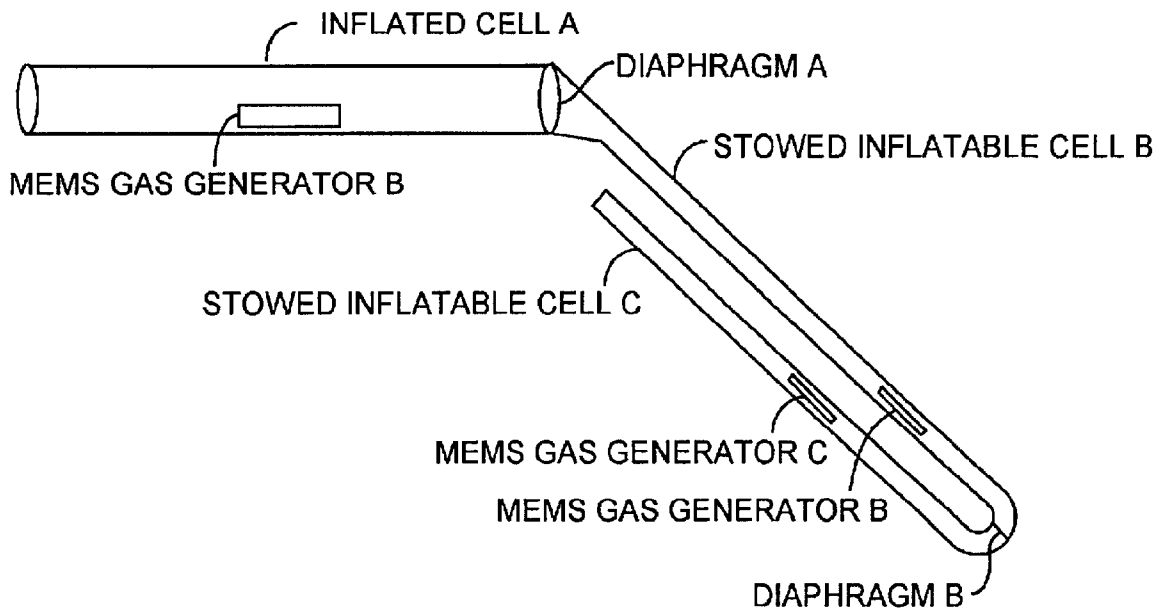 INFLATED CELL A
DIAPHRAGM A
STOWED INFLATABLE CELL B
MEMS GAS GENERATOR B
STOWED INFLATABLE CELL C
MEMS GAS GENERATOR C
MEMS GAS GENERATOR B
DIAPHRAGM B